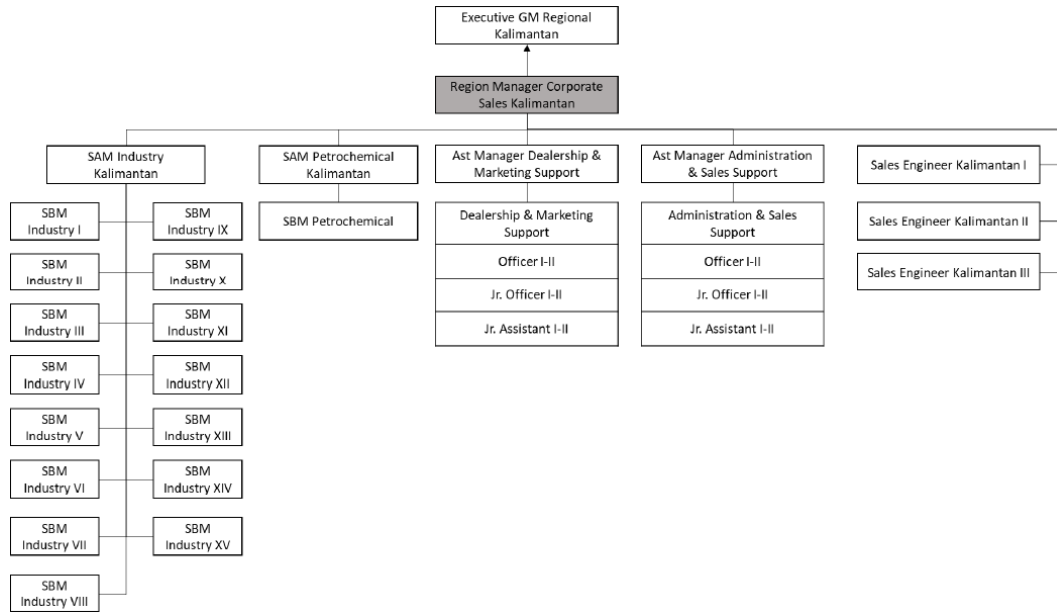 Executive GM Regional
Kalimantan
Region Manager Corporate
Sales Kalimantan
SAM Industry
Kalimantan
SAM Petrochemical
Kalimantan
Ast Manager Dealership &
Marketing Support
Ast Manager Administration
& Sales Support
Sales Engineer Kalimantan I
Sales Engineer Kalimantan II
Sales Engineer Kalimantan III
SBM
Industry I
SBM
Industry II
SBM
Industry III
SBM
Industry IV
SBM
Industry V
SBM
Industry VI
SBM
Industry VII
SBM
Industry VIII
SBM
Industry IX
SBM
Industry X
SBM
Industry XI
SBM
Industry XII
SBM
Industry XIII
SBM
Industry XIV
SBM
Industry XV
SBM Petrochemical
Dealership & Marketing
Support
Officer I-II
Jr. Officer I-II
Jr. Assistant I-II
Administration & Sales
Support
Officer I-II
Jr. Officer I-II
Jr. Assistant I-II